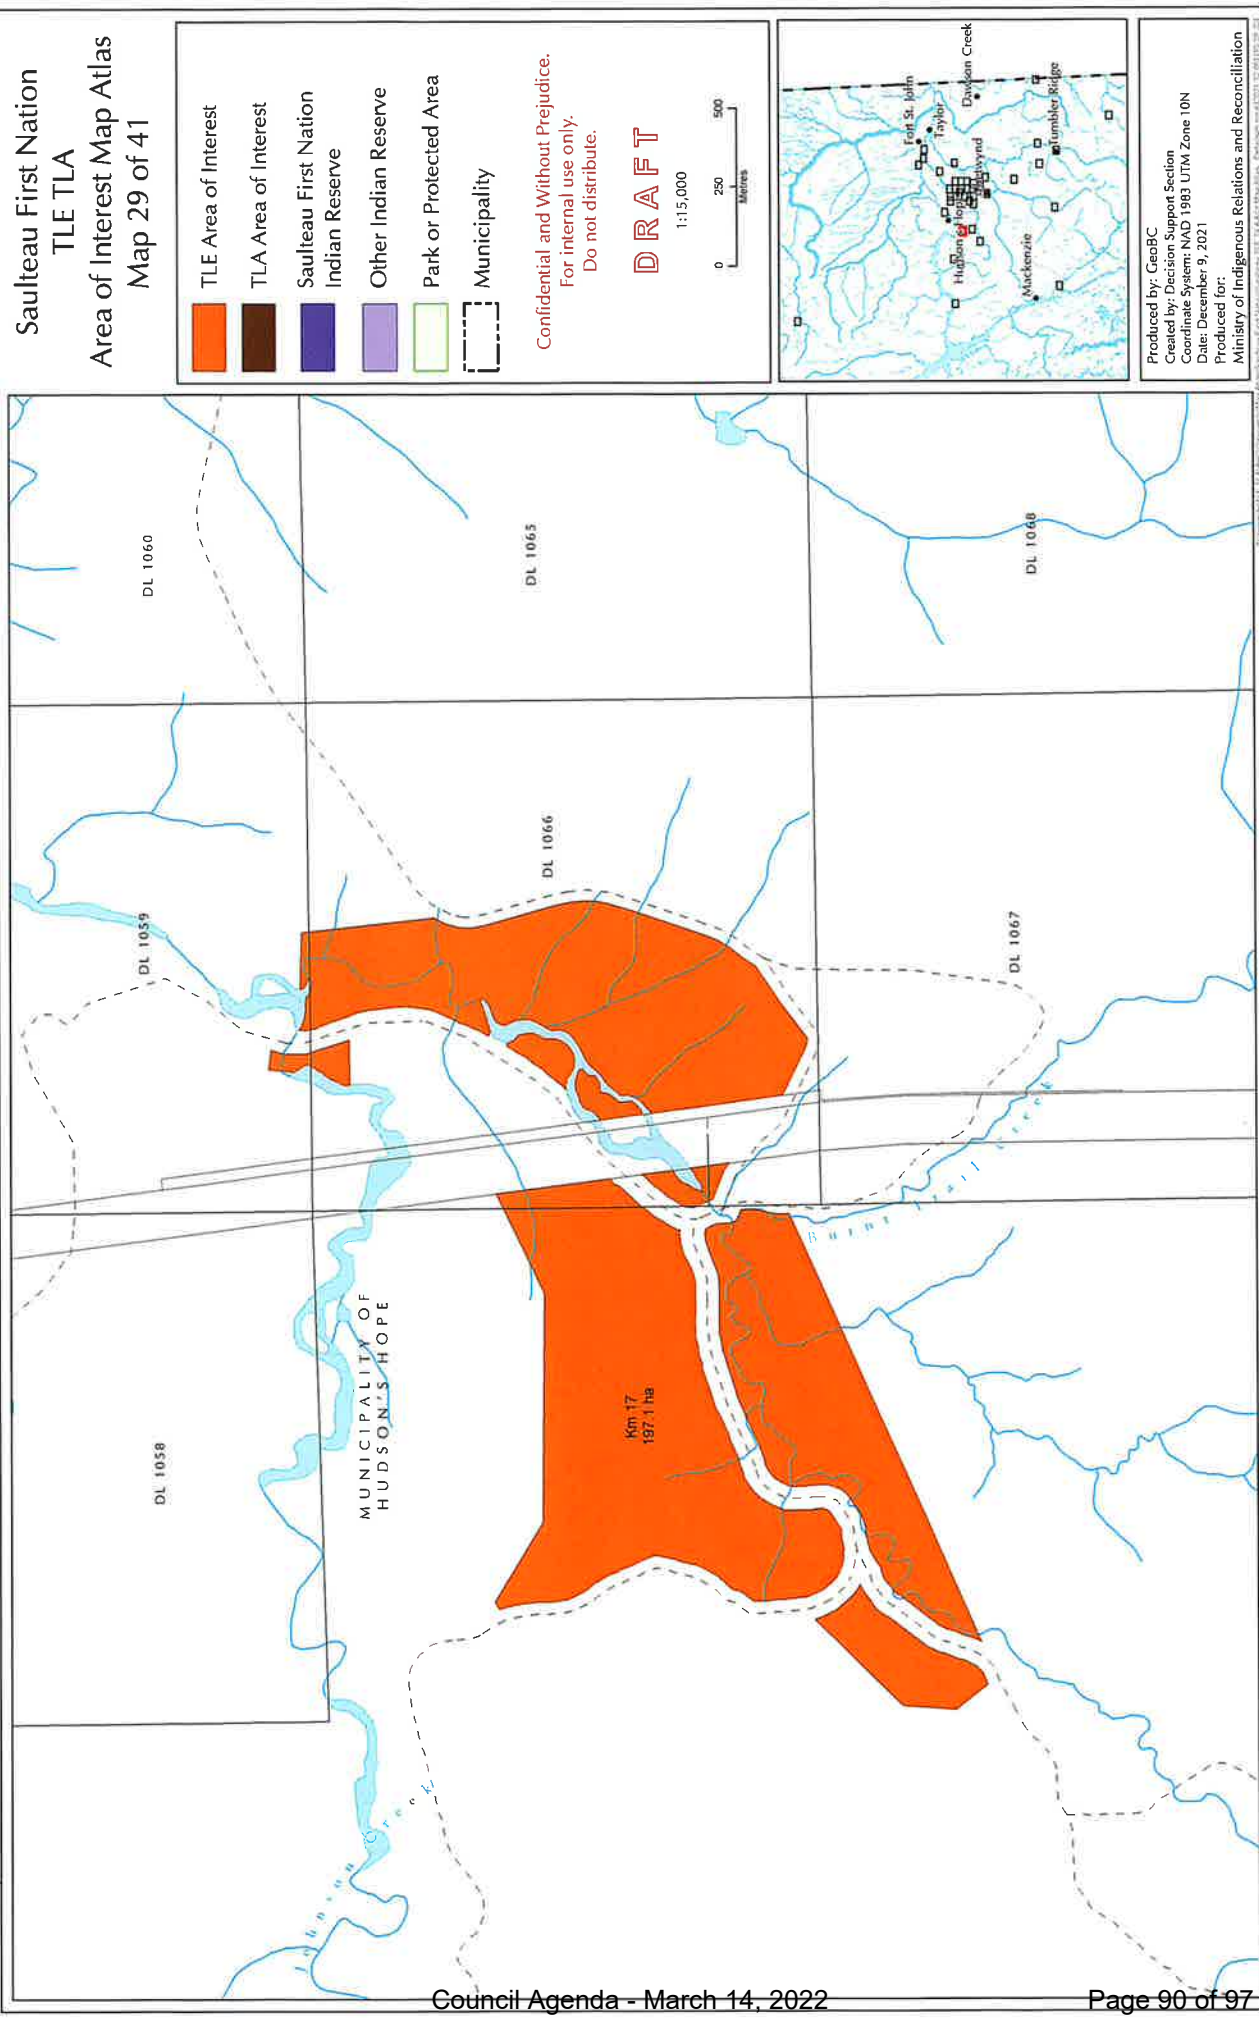 Saulteau First Nation
TLE TLA
Area of Interest Map Atlas
Map 29 of 41
TLE Area of Interest
TLA Area of Interest
Saulteau First Nation
Indian Reserve
Other Indian Reserve
Park or Protected Area
Municipality
Confidential and Without Prejudice.
For internal use only.
Do not distribute.
DRAFT
1:15,000
0 250 500
Metres
Fort St. John
Taylor
Dawson Creek
Tumbler Ridge
Mackenzie
Produced by: GeoBC
Created by: Decision Support Section
Coordinate System: NAD 1983 UTM Zone 10N
Date: December 9, 2021
Produced for:
Ministry of Indigenous Relations and Reconciliation
DL 1060
DL 1065
DL 1068
DL 1059
DL 1066
DL 1067
DL 1058
MUNICIPALITY OF
HUDSON'S HOPE
Km 17
197.1 ha
Burnt Trail Creek
Johnson Creek
Council Agenda - March 14, 2022
Page 90 of 97